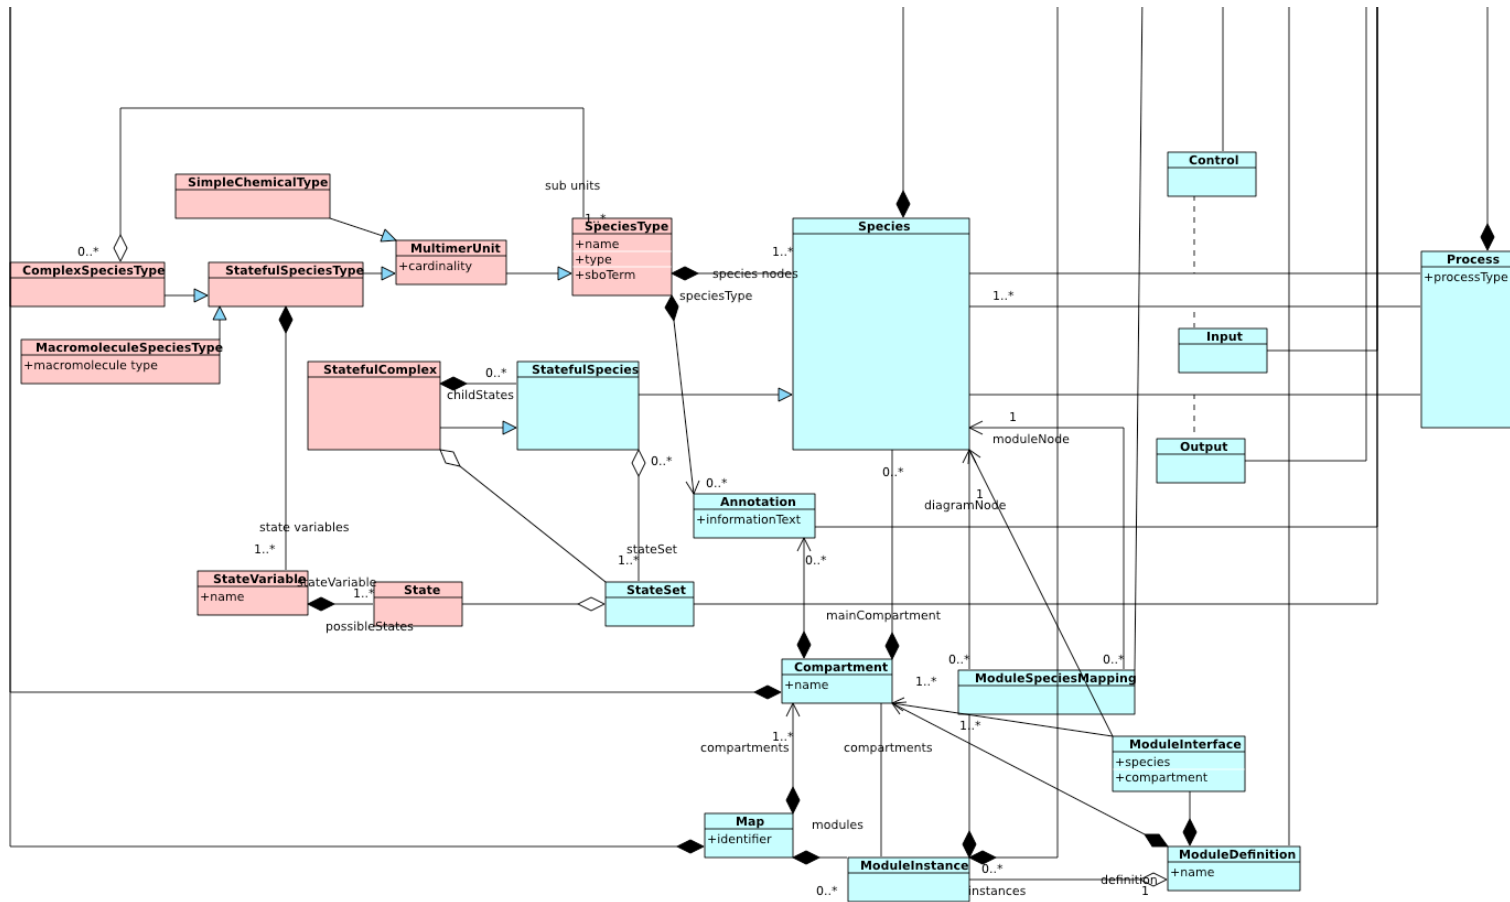 Control
SimpleChemicalType
sub units
1..*
SpeciesType
+name
+type
+sboTerm
Species
0..*
MultimerUnit
+cardinality
1..*
Process
+processType
ComplexSpeciesType
StatefulSpeciesType
species nodes
speciesType
1..*
Input
MacromoleculeSpeciesType
+macromolecule type
StatefulComplex
0..*
childStates
StatefulSpecies
1
moduleNode
Output
0..*
0..*
0..*
1
diagramNode
Annotation
+informationText
state variables
1..*
stateSet
1..*
0..*
StateVariable
+name
stateVariable
1..*
possibleStates
State
StateSet
mainCompartment
0..*
0..*
Compartment
+name
1..*
ModuleSpeciesMapping
1..*
1..*
compartments
compartments
ModuleInterface
+species
+compartment
Map
+identifier
modules
ModuleInstance
0..*
0..*
instances
definition
1
ModuleDefinition
+name